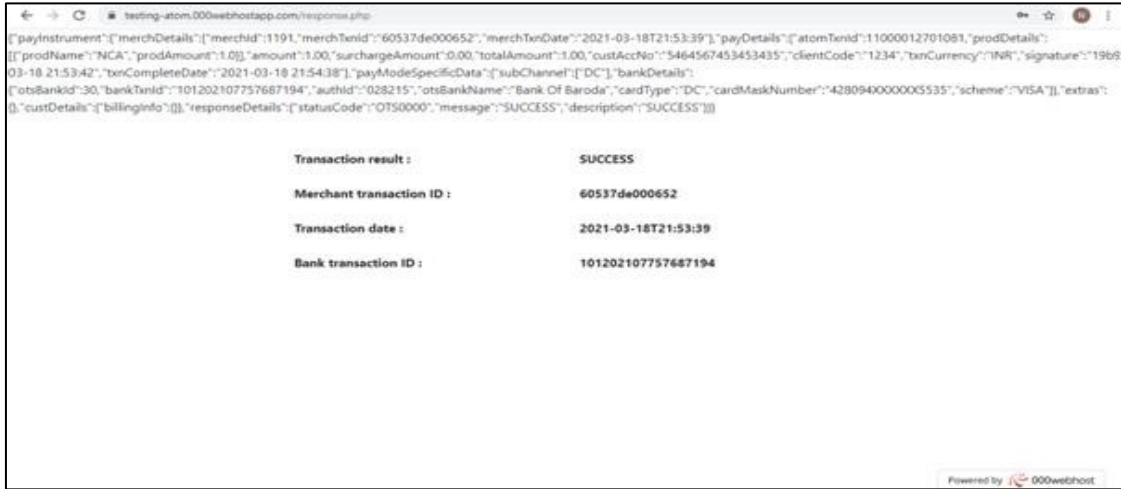 testing-atom.000webhostapp.com/response.php
{"payInstrument":{"merchDetails":{"merchId":1191,"merchTxnId":"60537de000652","merchTxnDate":"2021-03-18T21:53:39"},"payDetails":{"atomTxnId":11000012701081,"prodDetails":
[{"prodName":"NCA","prodAmount":1.0}],"amount":1.00,"surchargeAmount":0.00,"totalAmount":1.00,"custAccNo":"5464567453453435","clientCode":"1234","txnCurrency":"INR","signature":"19b9
03-18 21:53:42","txnCompleteDate":"2021-03-18 21:54:38"},"payModeSpecificData":{"subChannel":["DC"],"bankDetails":
{"otsBankId":30,"bankTxnId":"101202107757687194","authId":"028215","otsBankName":"Bank Of Baroda","cardType":"DC","cardMaskNumber":"428094XXXXXX5535","scheme":"VISA"}},"extras":
{},"custDetails":{"billingInfo":{}},"responseDetails":{"statusCode":"OTS0000","message":"SUCCESS","description":"SUCCESS"}}}
Transaction result : SUCCESS
Merchant transaction ID : 60537de000652
Transaction date : 2021-03-18T21:53:39
Bank transaction ID : 101202107757687194
Powered by 000webhost